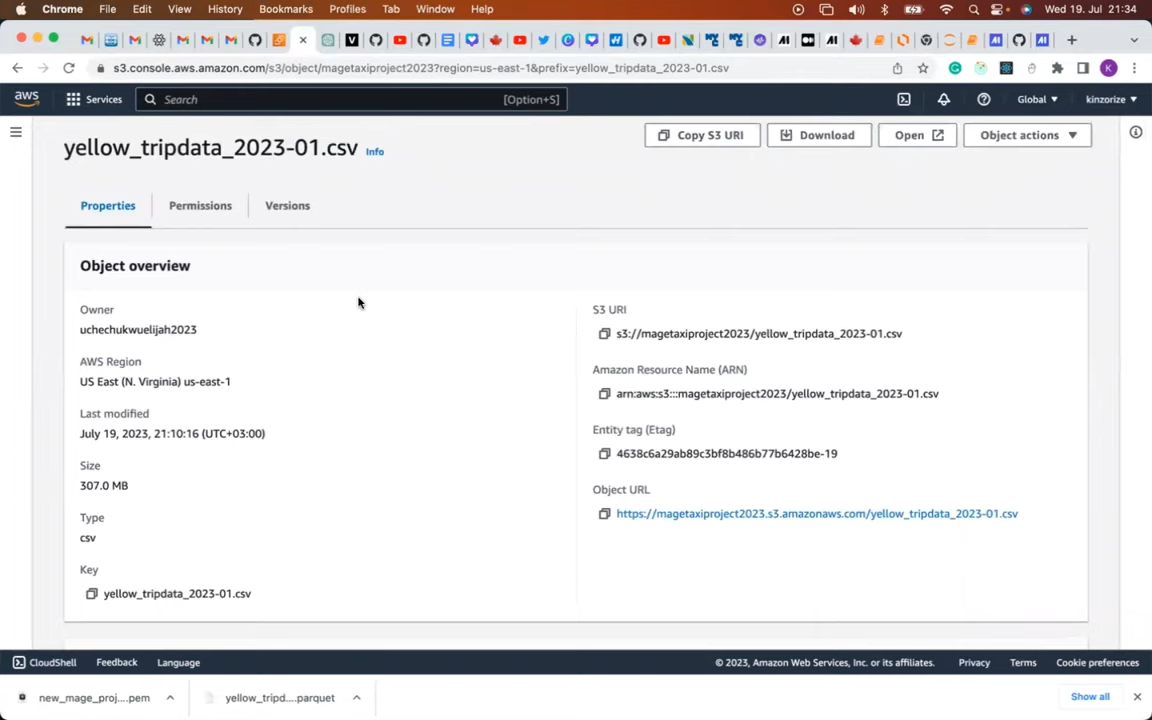 Chrome File Edit View History Bookmarks Profiles Tab Window Help Wed 19. Jul 21:34
s3.console.aws.amazon.com/s3/object/magetaxiproject2023?region=us-east-1&prefix=yellow_tripdata_2023-01.csv
aws Services Search [Option+S] Global kinzorize
yellow_tripdata_2023-01.csv Info Copy S3 URI Download Open Object actions
Properties Permissions Versions
Object overview
Owner
uchechukwuelijah2023
AWS Region
US East (N. Virginia) us-east-1
Last modified
July 19, 2023, 21:10:16 (UTC+03:00)
Size
307.0 MB
Type
csv
Key
yellow_tripdata_2023-01.csv
S3 URI
s3://magetaxiproject2023/yellow_tripdata_2023-01.csv
Amazon Resource Name (ARN)
arn:aws:s3:::magetaxiproject2023/yellow_tripdata_2023-01.csv
Entity tag (Etag)
4638c6a29ab89c3bf8b486b77b6428be-19
Object URL
https://magetaxiproject2023.s3.amazonaws.com/yellow_tripdata_2023-01.csv
CloudShell Feedback Language © 2023, Amazon Web Services, Inc. or its affiliates. Privacy Terms Cookie preferences
new_mage_proj....pem yellow_tripd....parquet Show all